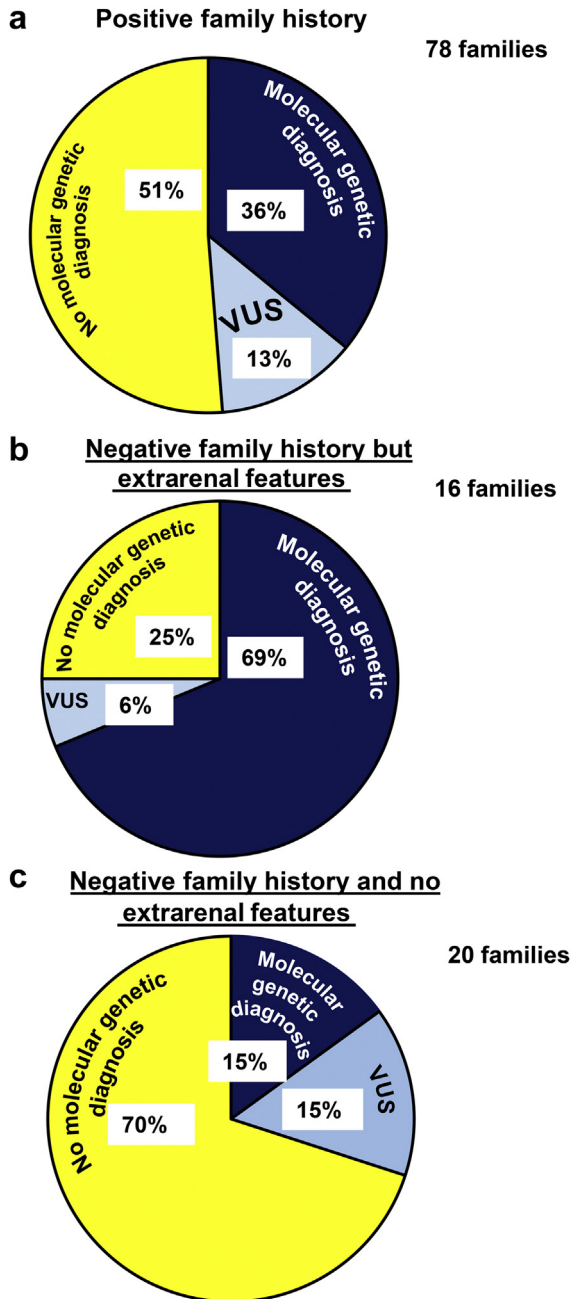 a
Positive family history
78 families
Molecular genetic
diagnosis
36%
VUS
13%
No molecular genetic
diagnosis
51%
b
Negative family history but
extrarenal features
16 families
Molecular genetic
diagnosis
69%
VUS
6%
No molecular genetic
diagnosis
25%
c
Negative family history and no
extrarenal features
20 families
Molecular
genetic
diagnosis
15%
VUS
15%
No molecular genetic
diagnosis
70%